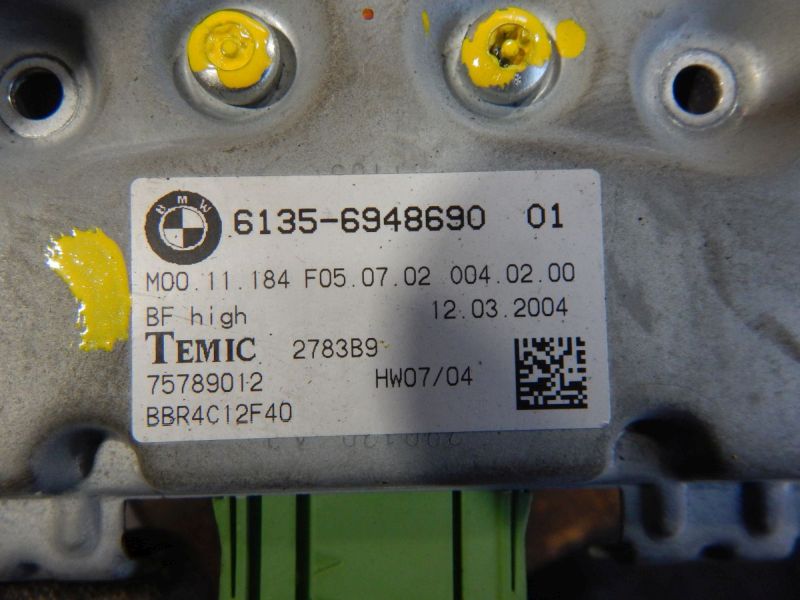 BMW 6135-6948690 01
M00.11.184 F05.07.02 004.02.00
BF high 12.03.2004
TEMIC 2783B9
75789012 HW07/04
BBR4C12F40